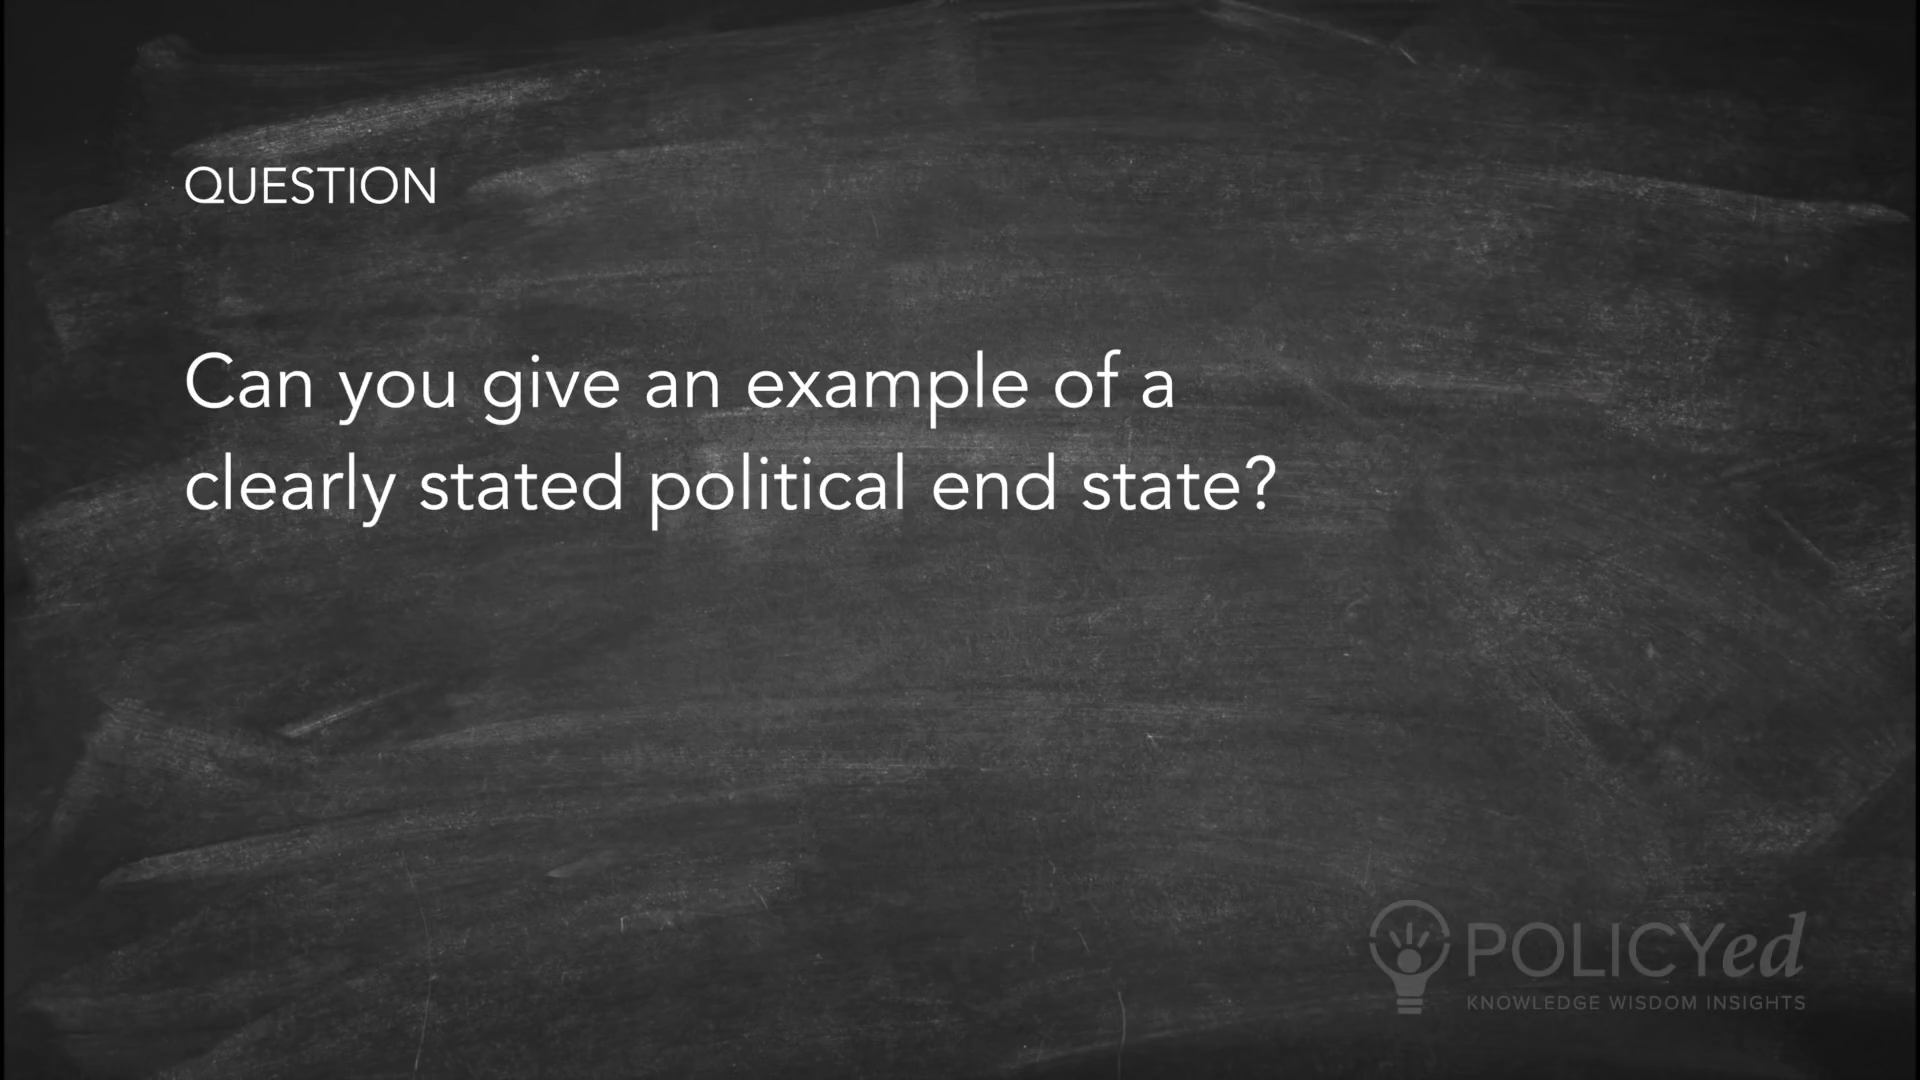 QUESTION
Can you give an example of a
clearly stated political end state?
POLICYed
KNOWLEDGE WISDOM INSIGHTS